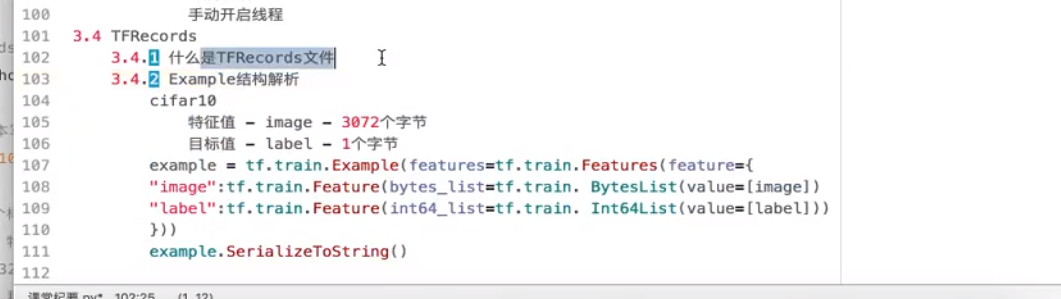 100 手动开启线程
101 3.4 TFRecords
102 3.4.1 什么是TFRecords文件
103 3.4.2 Example结构解析
104 cifar10
105 特征值 - image - 3072个字节
106 目标值 - label - 1个字节
107 example = tf.train.Example(features=tf.train.Features(feature={
108 "image":tf.train.Feature(bytes_list=tf.train. BytesList(value=[image])
109 "label":tf.train.Feature(int64_list=tf.train. Int64List(value=[label]))
110 }))
111 example.SerializeToString()
112
课堂纪要.py* 102:25 (1, 12)